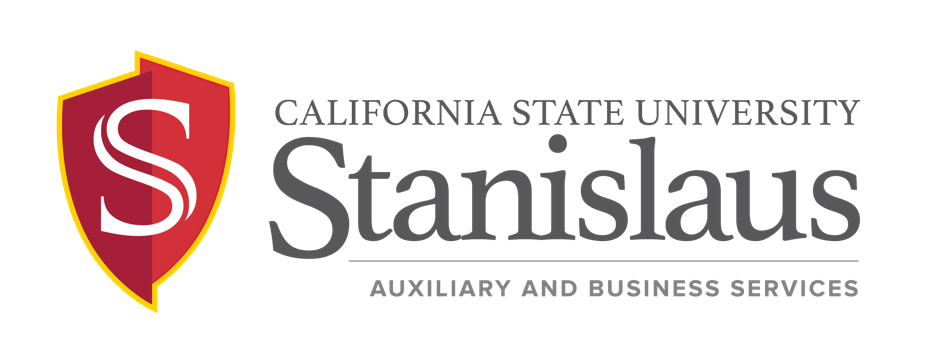 S
CALIFORNIA STATE UNIVERSITY
Stanislaus
AUXILIARY AND BUSINESS SERVICES